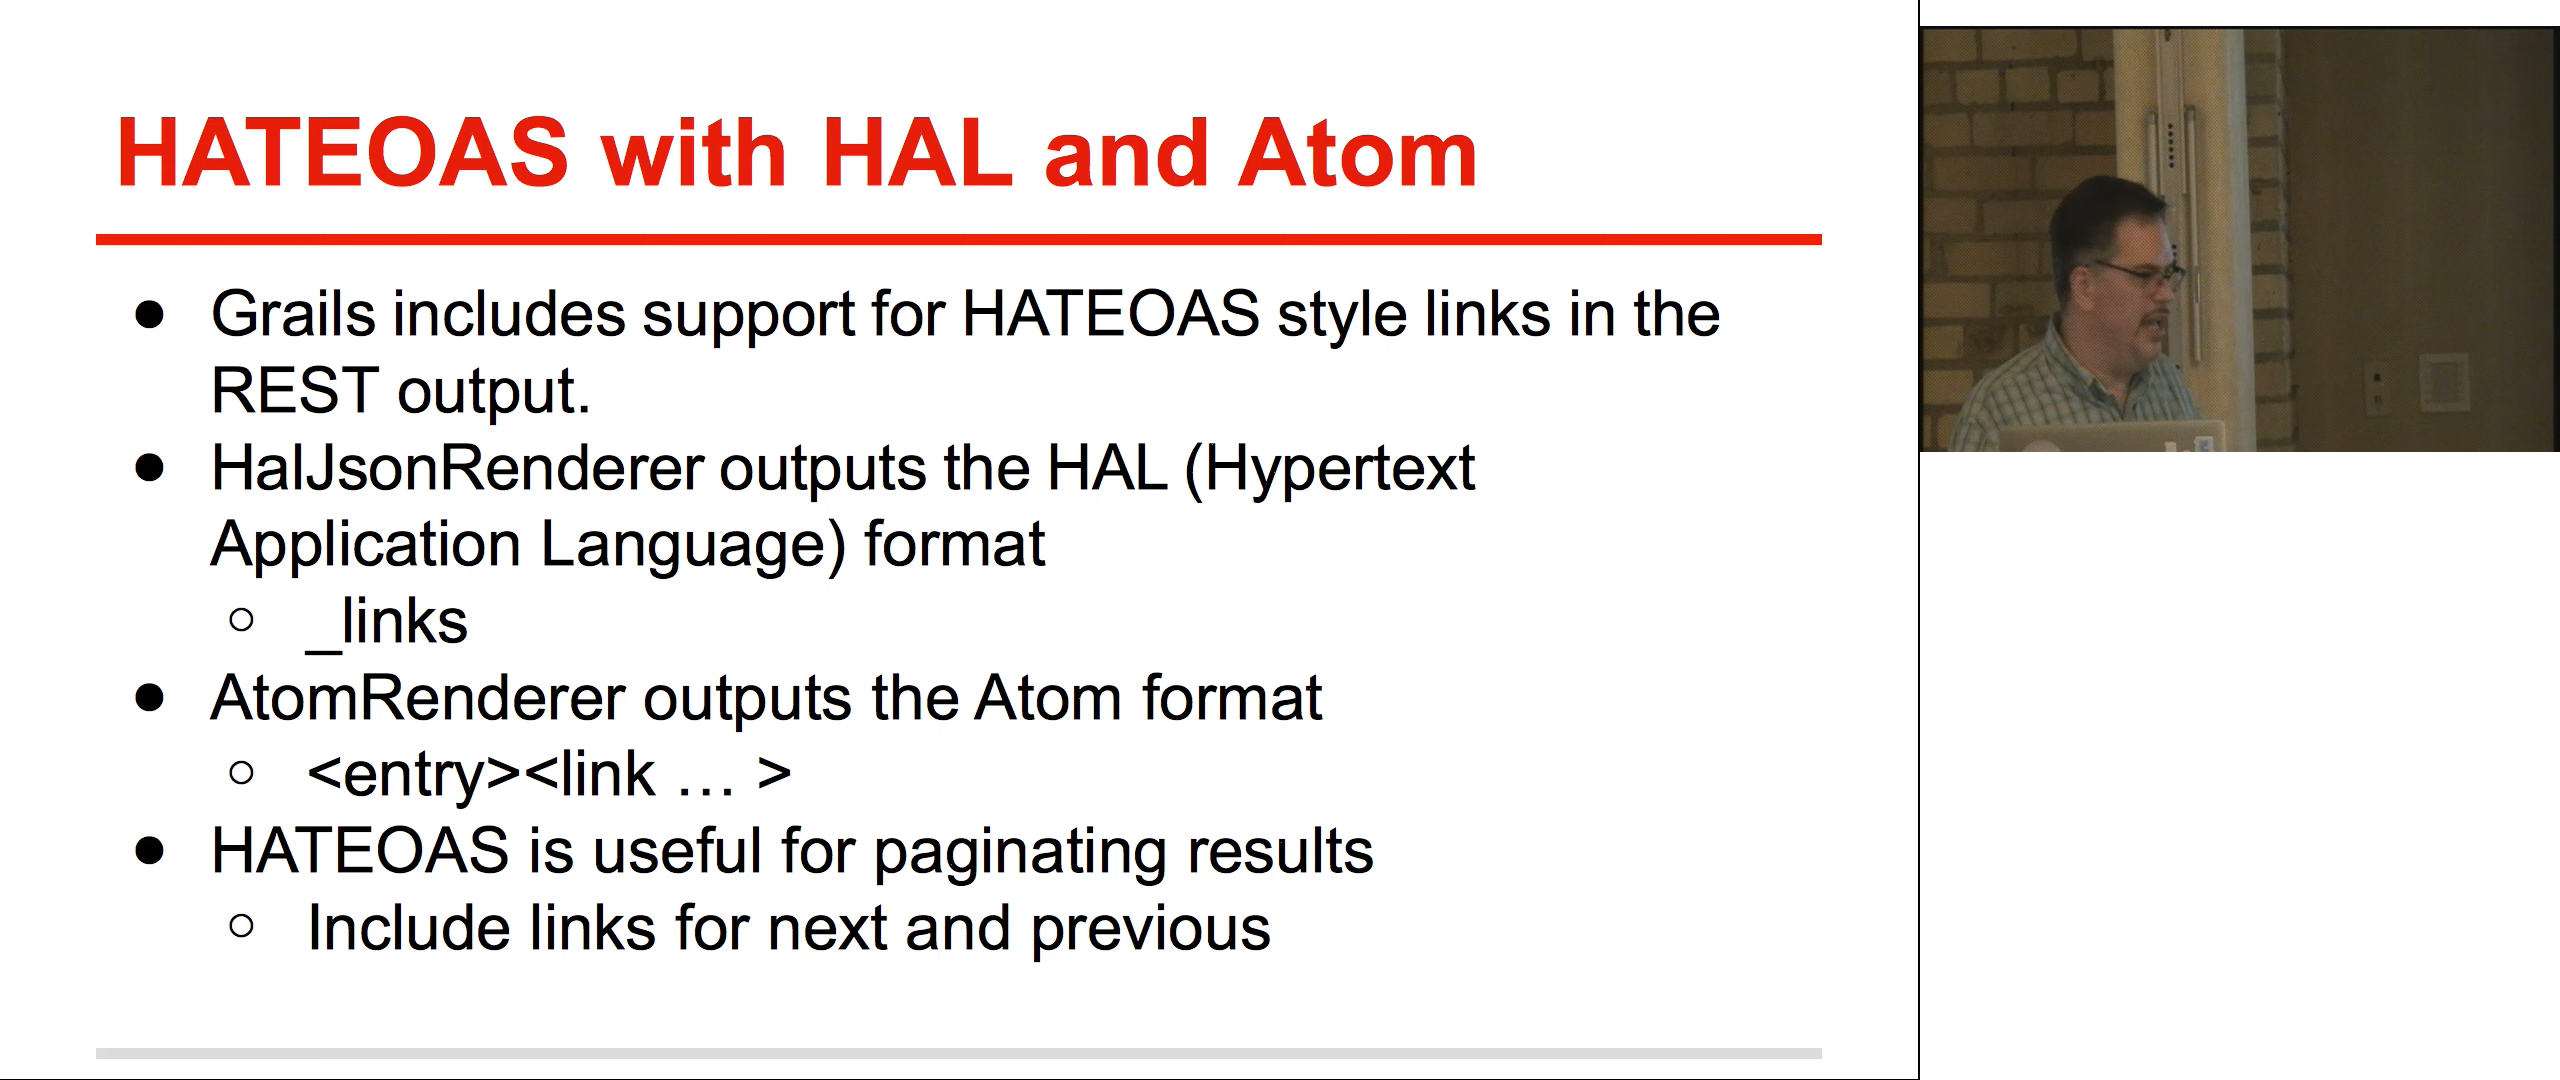 HATEOAS with HAL and Atom
● Grails includes support for HATEOAS style links in the
REST output.
● HalJsonRenderer outputs the HAL (Hypertext
Application Language) format
○ _links
● AtomRenderer outputs the Atom format
○ <entry><link … >
● HATEOAS is useful for paginating results
○ Include links for next and previous